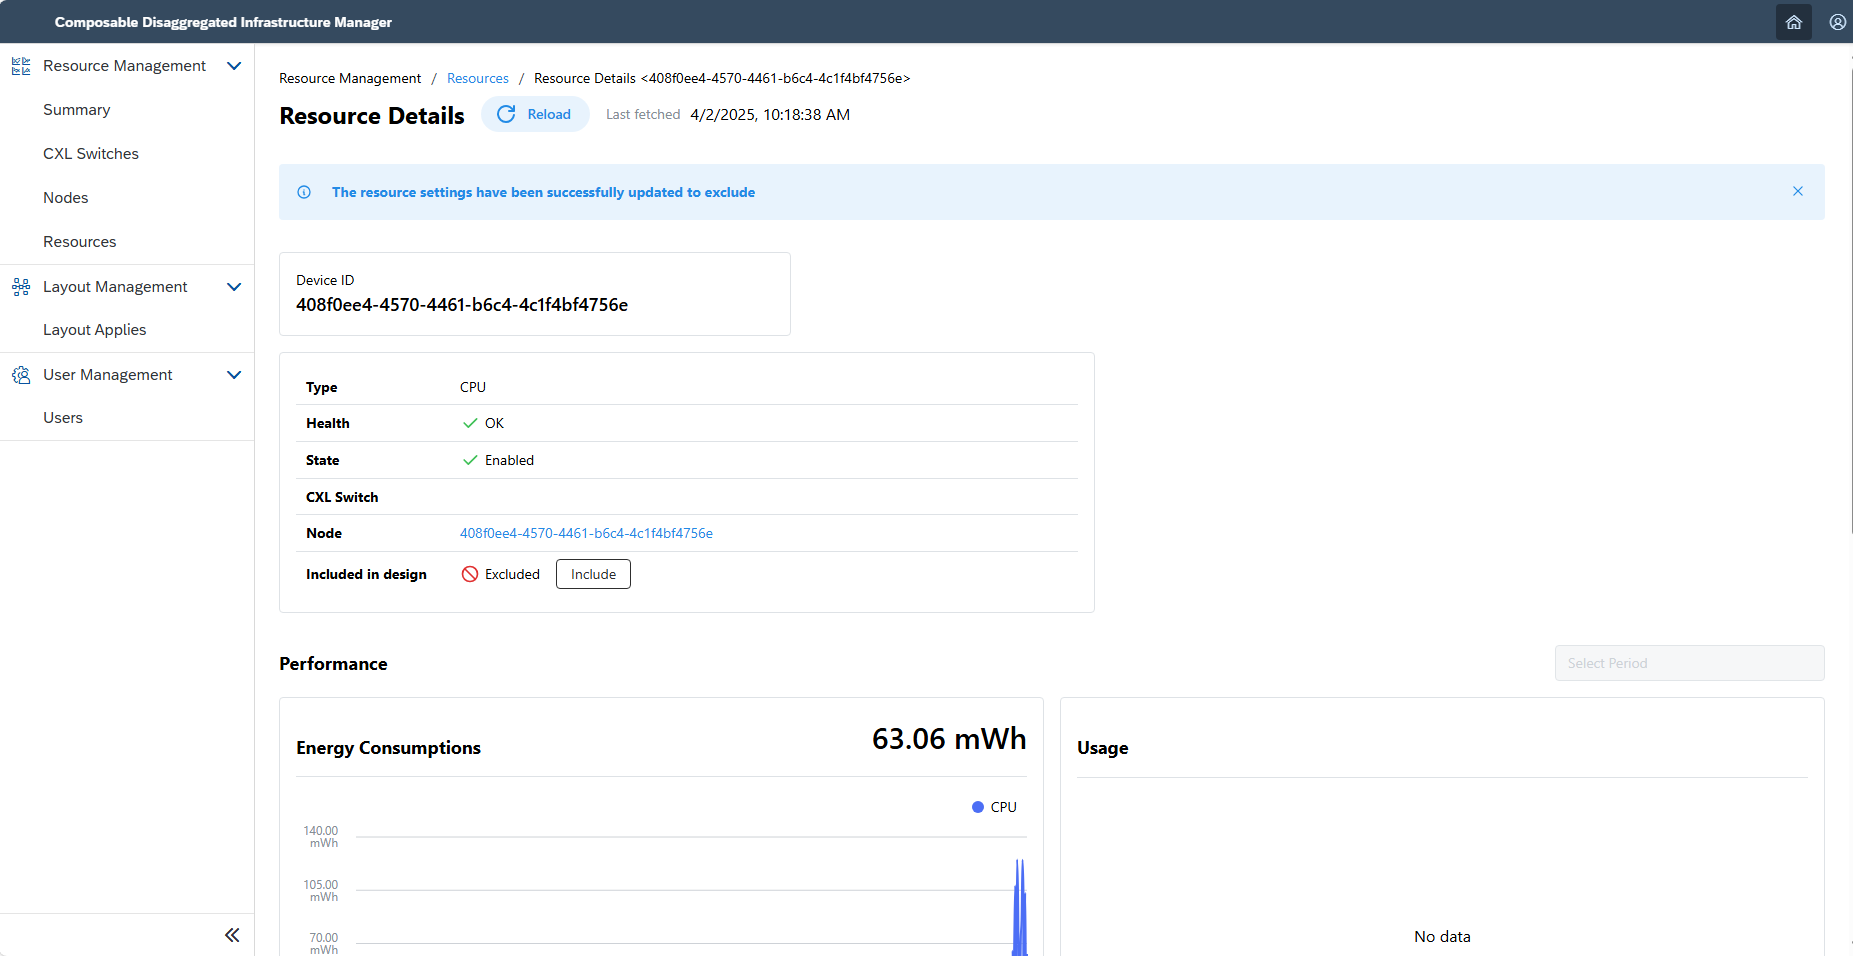 Composable Disaggregated Infrastructure Manager
Resource Management
Summary
CXL Switches
Nodes
Resources
Layout Management
Layout Applies
User Management
Users
Resource Management / Resources / Resource Details <408f0ee4-4570-4461-b6c4-4c1f4bf4756e>
Resource Details Reload Last fetched 4/2/2025, 10:18:38 AM
The resource settings have been successfully updated to exclude
Device ID
408f0ee4-4570-4461-b6c4-4c1f4bf4756e
Type CPU
Health OK
State Enabled
CXL Switch
Node 408f0ee4-4570-4461-b6c4-4c1f4bf4756e
Included in design Excluded Include
Performance Select Period
Energy Consumptions 63.06 mWh
CPU
140.00
mWh
105.00
mWh
70.00
mWh
Usage
No data